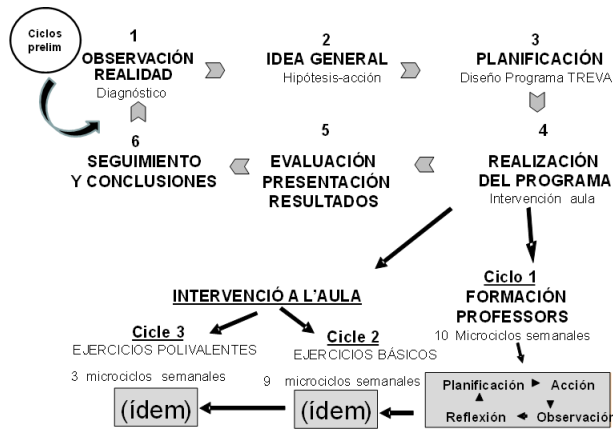 Ciclos
prelim
1
OBSERVACIÓN
REALIDAD
Diagnóstico
2
IDEA GENERAL
Hipótesis-acción
3
PLANIFICACIÓN
Diseño Programa TREVA
6
SEGUIMIENTO
Y CONCLUSIONES
5
EVALUACIÓN
PRESENTACIÓN
RESULTADOS
4
REALIZACIÓN
DEL PROGRAMA
Intervención aula
INTERVENCIÓ A L'AULA
Ciclo 1
FORMACIÓN
PROFESSORS
10 Microciclos semanales
Cicle 3
EJERCICIOS POLIVALENTES
3 microciclos semanales
Cicle 2
EJERCICIOS BÁSICOS
9 microciclos semanales
Planificación Acción
Reflexión Observación
(ídem)
(ídem)